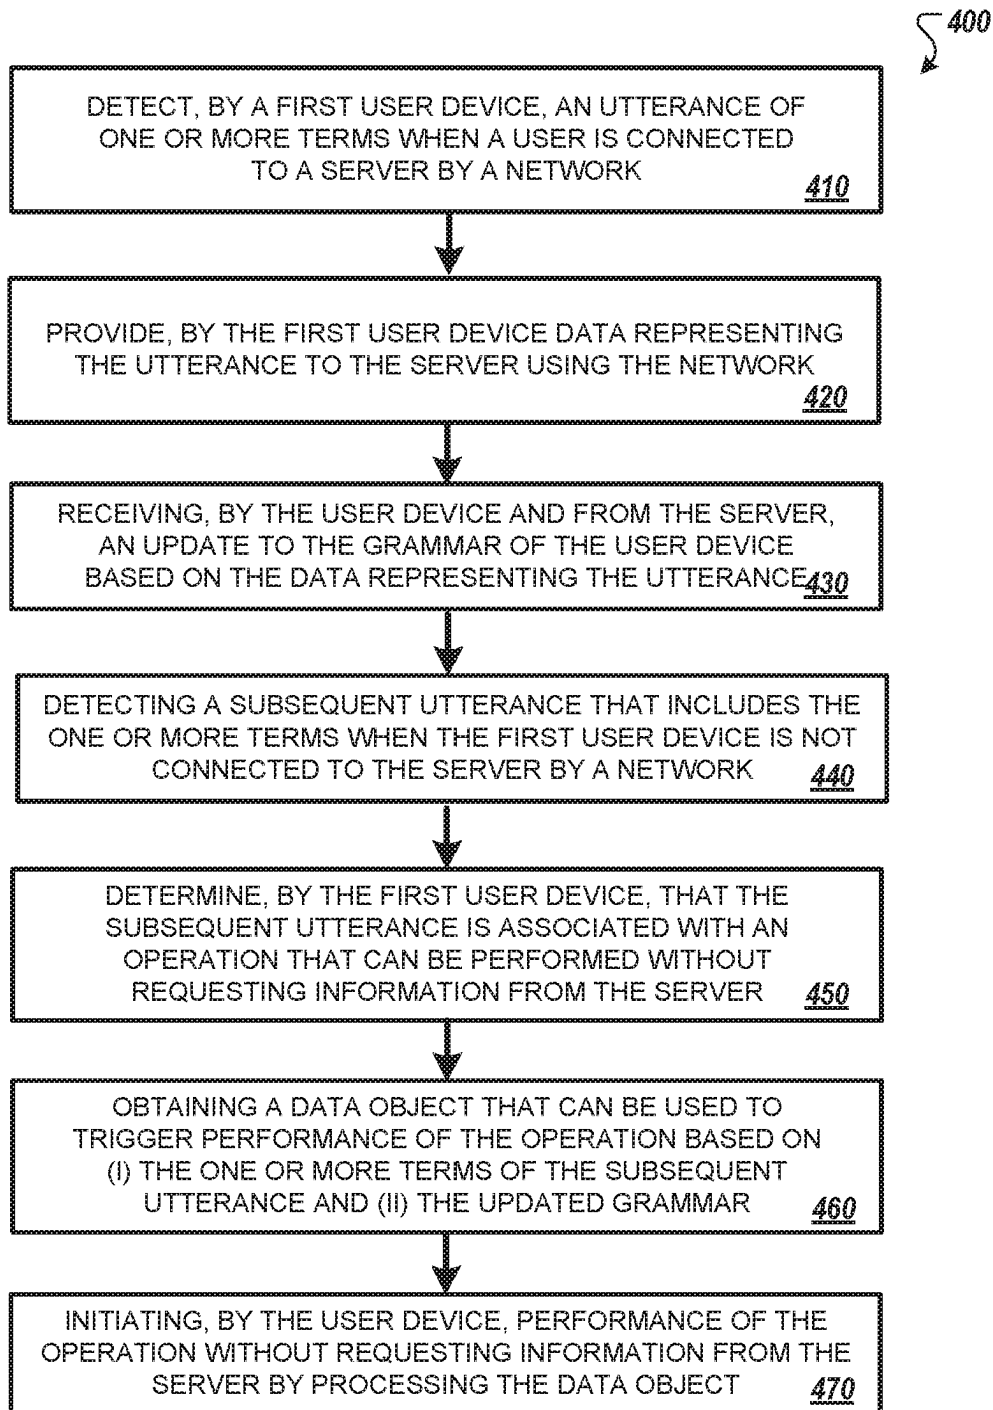 400
DETECT, BY A FIRST USER DEVICE, AN UTTERANCE OF
ONE OR MORE TERMS WHEN A USER IS CONNECTED
TO A SERVER BY A NETWORK
410
PROVIDE, BY THE FIRST USER DEVICE DATA REPRESENTING
THE UTTERANCE TO THE SERVER USING THE NETWORK
420
RECEIVING, BY THE USER DEVICE AND FROM THE SERVER,
AN UPDATE TO THE GRAMMAR OF THE USER DEVICE
BASED ON THE DATA REPRESENTING THE UTTERANCE
430
DETECTING A SUBSEQUENT UTTERANCE THAT INCLUDES THE
ONE OR MORE TERMS WHEN THE FIRST USER DEVICE IS NOT
CONNECTED TO THE SERVER BY A NETWORK
440
DETERMINE, BY THE FIRST USER DEVICE, THAT THE
SUBSEQUENT UTTERANCE IS ASSOCIATED WITH AN
OPERATION THAT CAN BE PERFORMED WITHOUT
REQUESTING INFORMATION FROM THE SERVER
450
OBTAINING A DATA OBJECT THAT CAN BE USED TO
TRIGGER PERFORMANCE OF THE OPERATION BASED ON
(I) THE ONE OR MORE TERMS OF THE SUBSEQUENT
UTTERANCE AND (II) THE UPDATED GRAMMAR
460
INITIATING, BY THE USER DEVICE, PERFORMANCE OF THE
OPERATION WITHOUT REQUESTING INFORMATION FROM THE
SERVER BY PROCESSING THE DATA OBJECT
470